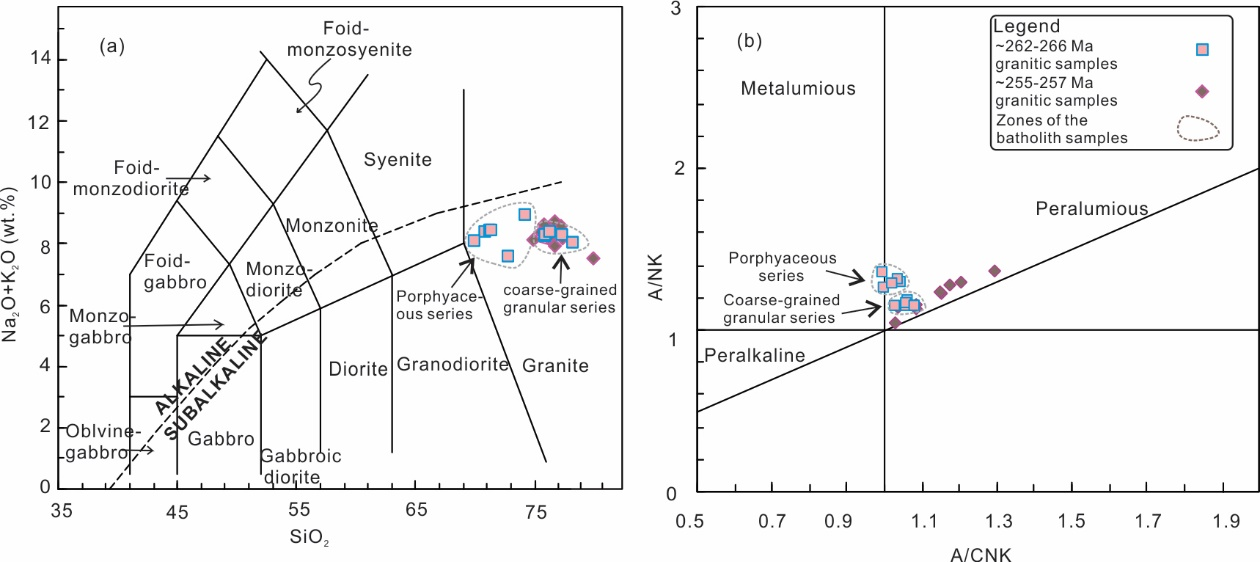 (a)
Foid-
monzosyenite
Syenite
Foid-
monzodiorite
Monzonite
Foid-
gabbro
Monzo-
diorite
Monzo-
gabbro
Porphyace-
ous series
coarse-grained
granular series
ALKALINE
SUBALKALINE
Diorite
Granodiorite
Granite
Oblvine-
gabbro
Gabbro
Gabbroic
diorite
14
12
10
8
6
4
2
0
Na₂O+K₂O (wt.%)
35
45
55
65
75
SiO₂
(b)
Legend
~262-266 Ma
granitic samples
~255-257 Ma
granitic samples
Zones of the
batholith samples
Metalumious
Peralumious
Porphyaceous
series
Coarse-grained
granular series
Peralkaline
3
2
1
0
A/NK
0.5
0.7
0.9
1.1
1.3
1.5
1.7
1.9
A/CNK